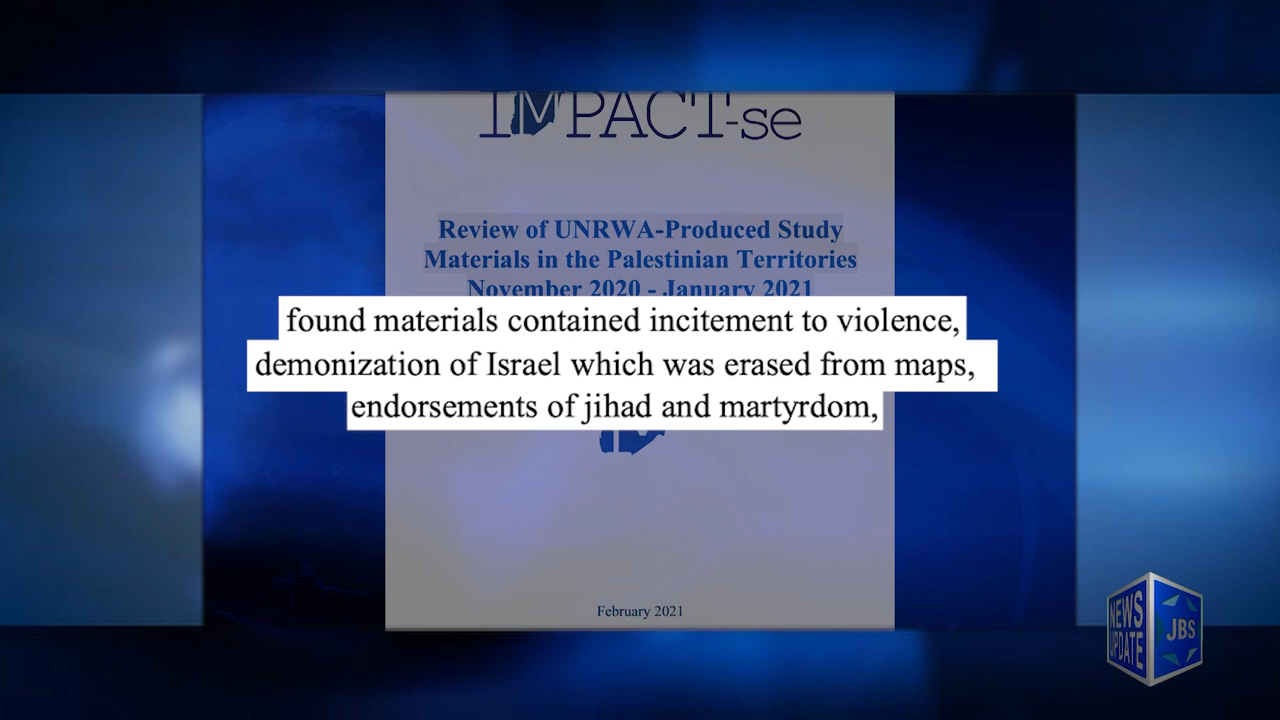 IMPACT-se
Review of UNRWA-Produced Study
Materials in the Palestinian Territories
November 2020 - January 2021
found materials contained incitement to violence,
demonization of Israel which was erased from maps,
endorsements of jihad and martyrdom,
February 2021
NEWS
UPDATE
JBS